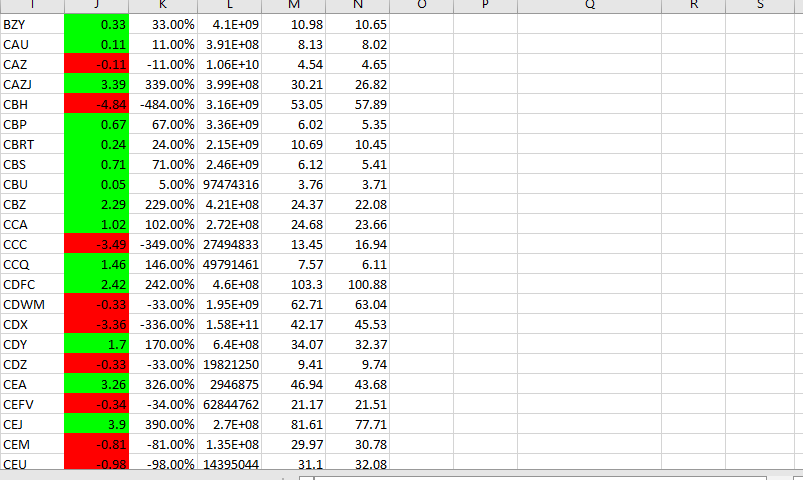 I J K L M N O P Q R S
BZY 0.33 33.00% 4.1E+09 10.98 10.65
CAU 0.11 11.00% 3.91E+08 8.13 8.02
CAZ -0.11 -11.00% 1.06E+10 4.54 4.65
CAZJ 3.39 339.00% 3.99E+08 30.21 26.82
CBH -4.84 -484.00% 3.16E+09 53.05 57.89
CBP 0.67 67.00% 3.36E+09 6.02 5.35
CBRT 0.24 24.00% 2.15E+09 10.69 10.45
CBS 0.71 71.00% 2.46E+09 6.12 5.41
CBU 0.05 5.00% 97474316 3.76 3.71
CBZ 2.29 229.00% 4.21E+08 24.37 22.08
CCA 1.02 102.00% 2.72E+08 24.68 23.66
CCC -3.49 -349.00% 27494833 13.45 16.94
CCQ 1.46 146.00% 49791461 7.57 6.11
CDFC 2.42 242.00% 4.6E+08 103.3 100.88
CDWM -0.33 -33.00% 1.95E+09 62.71 63.04
CDX -3.36 -336.00% 1.58E+11 42.17 45.53
CDY 1.7 170.00% 6.4E+08 34.07 32.37
CDZ -0.33 -33.00% 19821250 9.41 9.74
CEA 3.26 326.00% 2946875 46.94 43.68
CEFV -0.34 -34.00% 62844762 21.17 21.51
CEJ 3.9 390.00% 2.7E+08 81.61 77.71
CEM -0.81 -81.00% 1.35E+08 29.97 30.78
CEU -0.98 -98.00% 14395044 31.1 32.08